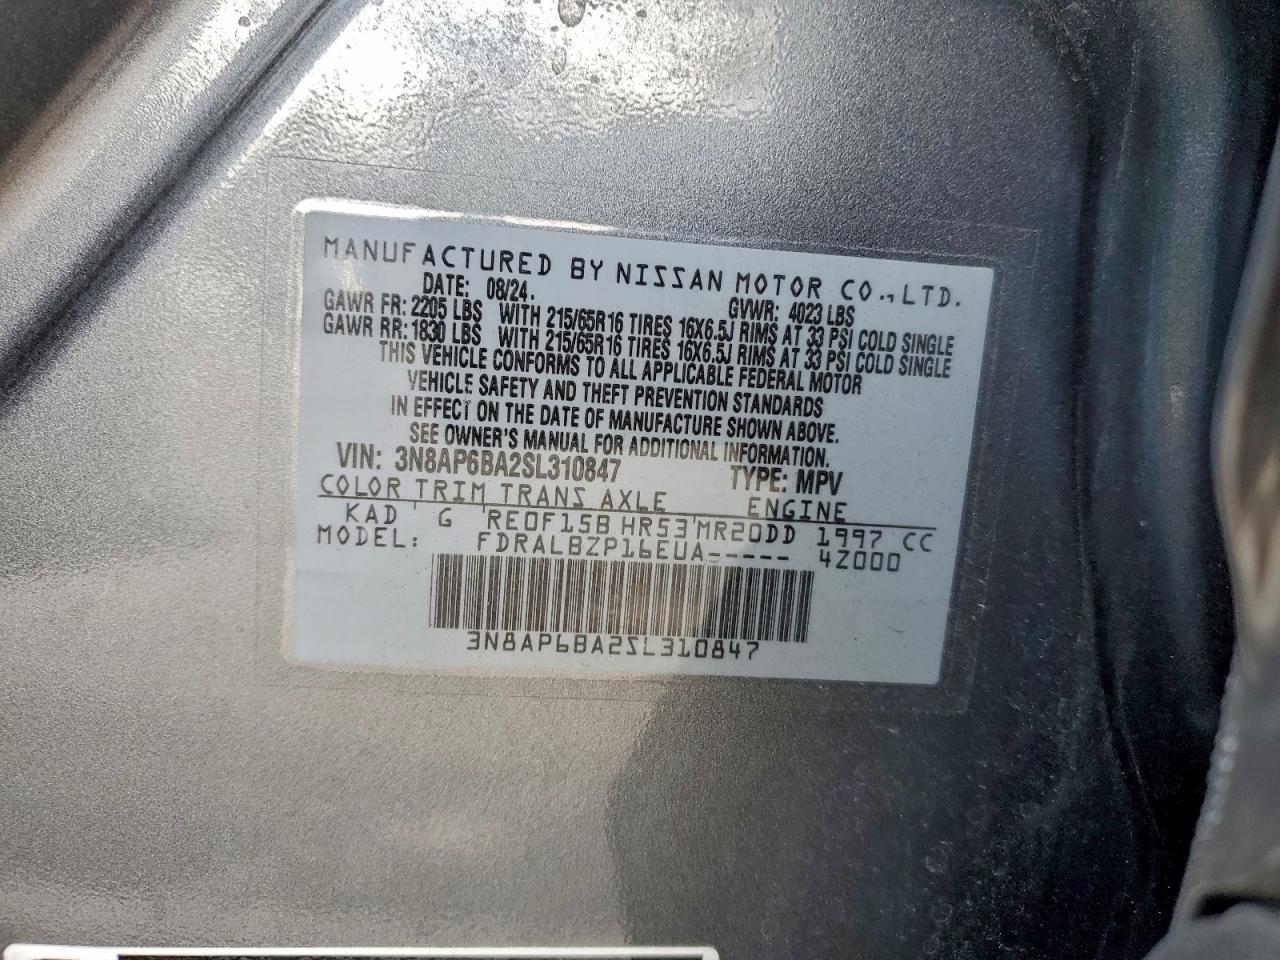 MANUFACTURED BY NISSAN MOTOR CO.,LTD.
DATE: 08/24. GVWR: 4023 LBS
GAWR FR: 2205 LBS WITH 215/65R16 TIRES 16X6.5J RIMS AT 33 PSI COLD SINGLE
GAWR RR: 1830 LBS WITH 215/65R16 TIRES 16X6.5J RIMS AT 33 PSI COLD SINGLE
THIS VEHICLE CONFORMS TO ALL APPLICABLE FEDERAL MOTOR
VEHICLE SAFETY AND THEFT PREVENTION STANDARDS
IN EFFECT ON THE DATE OF MANUFACTURE SHOWN ABOVE.
SEE OWNER'S MANUAL FOR ADDITIONAL INFORMATION.
VIN: 3N8AP6BA2SL310847 TYPE: MPV
COLOR TRIM TRANS AXLE ENGINE
KAD G RE0F15B HR53 MR20DD 1997 CC
MODEL: FDRALBZP16EUA----- 42000
3N8AP6BA2SL310847